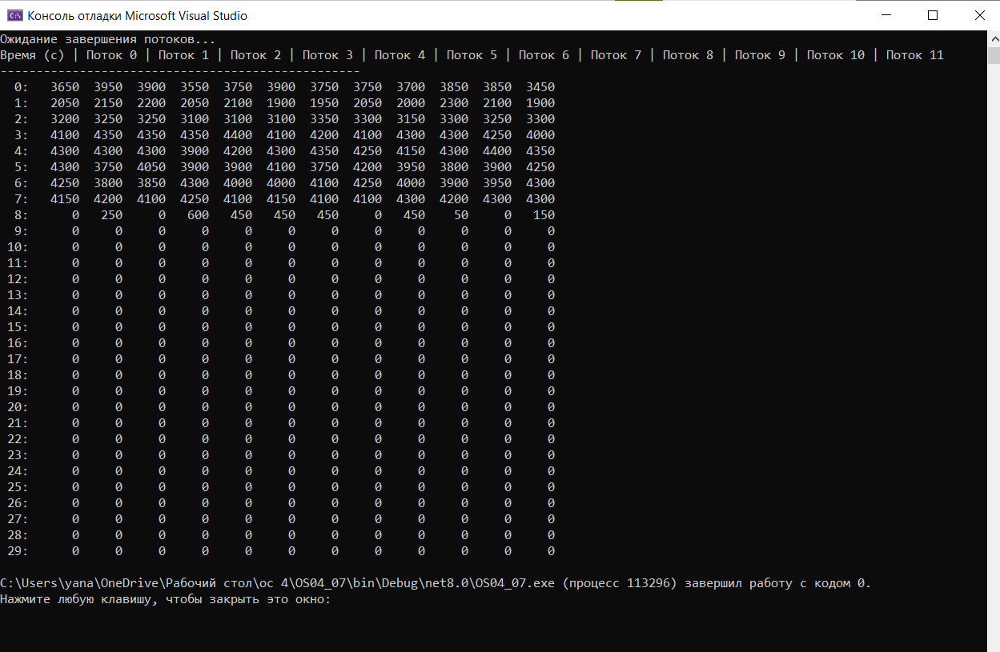 Консоль отладки Microsoft Visual Studio
Ожидание завершения потоков...
Время (с) | Поток 0 | Поток 1 | Поток 2 | Поток 3 | Поток 4 | Поток 5 | Поток 6 | Поток 7 | Поток 8 | Поток 9 | Поток 10 | Поток 11
--------------------------------------------------
0: 3650 3950 3900 3550 3750 3900 3750 3750 3700 3850 3850 3450
1: 2050 2150 2200 2050 2100 1900 1950 2050 2000 2300 2100 1900
2: 3200 3250 3250 3100 3100 3100 3350 3300 3150 3300 3250 3300
3: 4100 4350 4350 4350 4400 4100 4200 4100 4300 4300 4250 4000
4: 4300 4300 4300 3900 4200 4300 4350 4250 4150 4300 4400 4350
5: 4300 3750 4050 3900 3900 4100 3750 4200 3950 3800 3900 4250
6: 4250 3800 3850 4300 4000 4000 4100 4250 4000 3900 3950 4300
7: 4150 4200 4100 4250 4100 4150 4100 4100 4300 4200 4300 4300
8: 0 250 0 600 450 450 450 0 450 50 0 150
9: 0 0 0 0 0 0 0 0 0 0 0 0
10: 0 0 0 0 0 0 0 0 0 0 0 0
11: 0 0 0 0 0 0 0 0 0 0 0 0
12: 0 0 0 0 0 0 0 0 0 0 0 0
13: 0 0 0 0 0 0 0 0 0 0 0 0
14: 0 0 0 0 0 0 0 0 0 0 0 0
15: 0 0 0 0 0 0 0 0 0 0 0 0
16: 0 0 0 0 0 0 0 0 0 0 0 0
17: 0 0 0 0 0 0 0 0 0 0 0 0
18: 0 0 0 0 0 0 0 0 0 0 0 0
19: 0 0 0 0 0 0 0 0 0 0 0 0
20: 0 0 0 0 0 0 0 0 0 0 0 0
21: 0 0 0 0 0 0 0 0 0 0 0 0
22: 0 0 0 0 0 0 0 0 0 0 0 0
23: 0 0 0 0 0 0 0 0 0 0 0 0
24: 0 0 0 0 0 0 0 0 0 0 0 0
25: 0 0 0 0 0 0 0 0 0 0 0 0
26: 0 0 0 0 0 0 0 0 0 0 0 0
27: 0 0 0 0 0 0 0 0 0 0 0 0
28: 0 0 0 0 0 0 0 0 0 0 0 0
29: 0 0 0 0 0 0 0 0 0 0 0 0
C:\Users\yana\OneDrive\Рабочий стол\ос 4\OS04_07\bin\Debug\net8.0\OS04_07.exe (процесс 113296) завершил работу с кодом 0.
Нажмите любую клавишу, чтобы закрыть это окно: